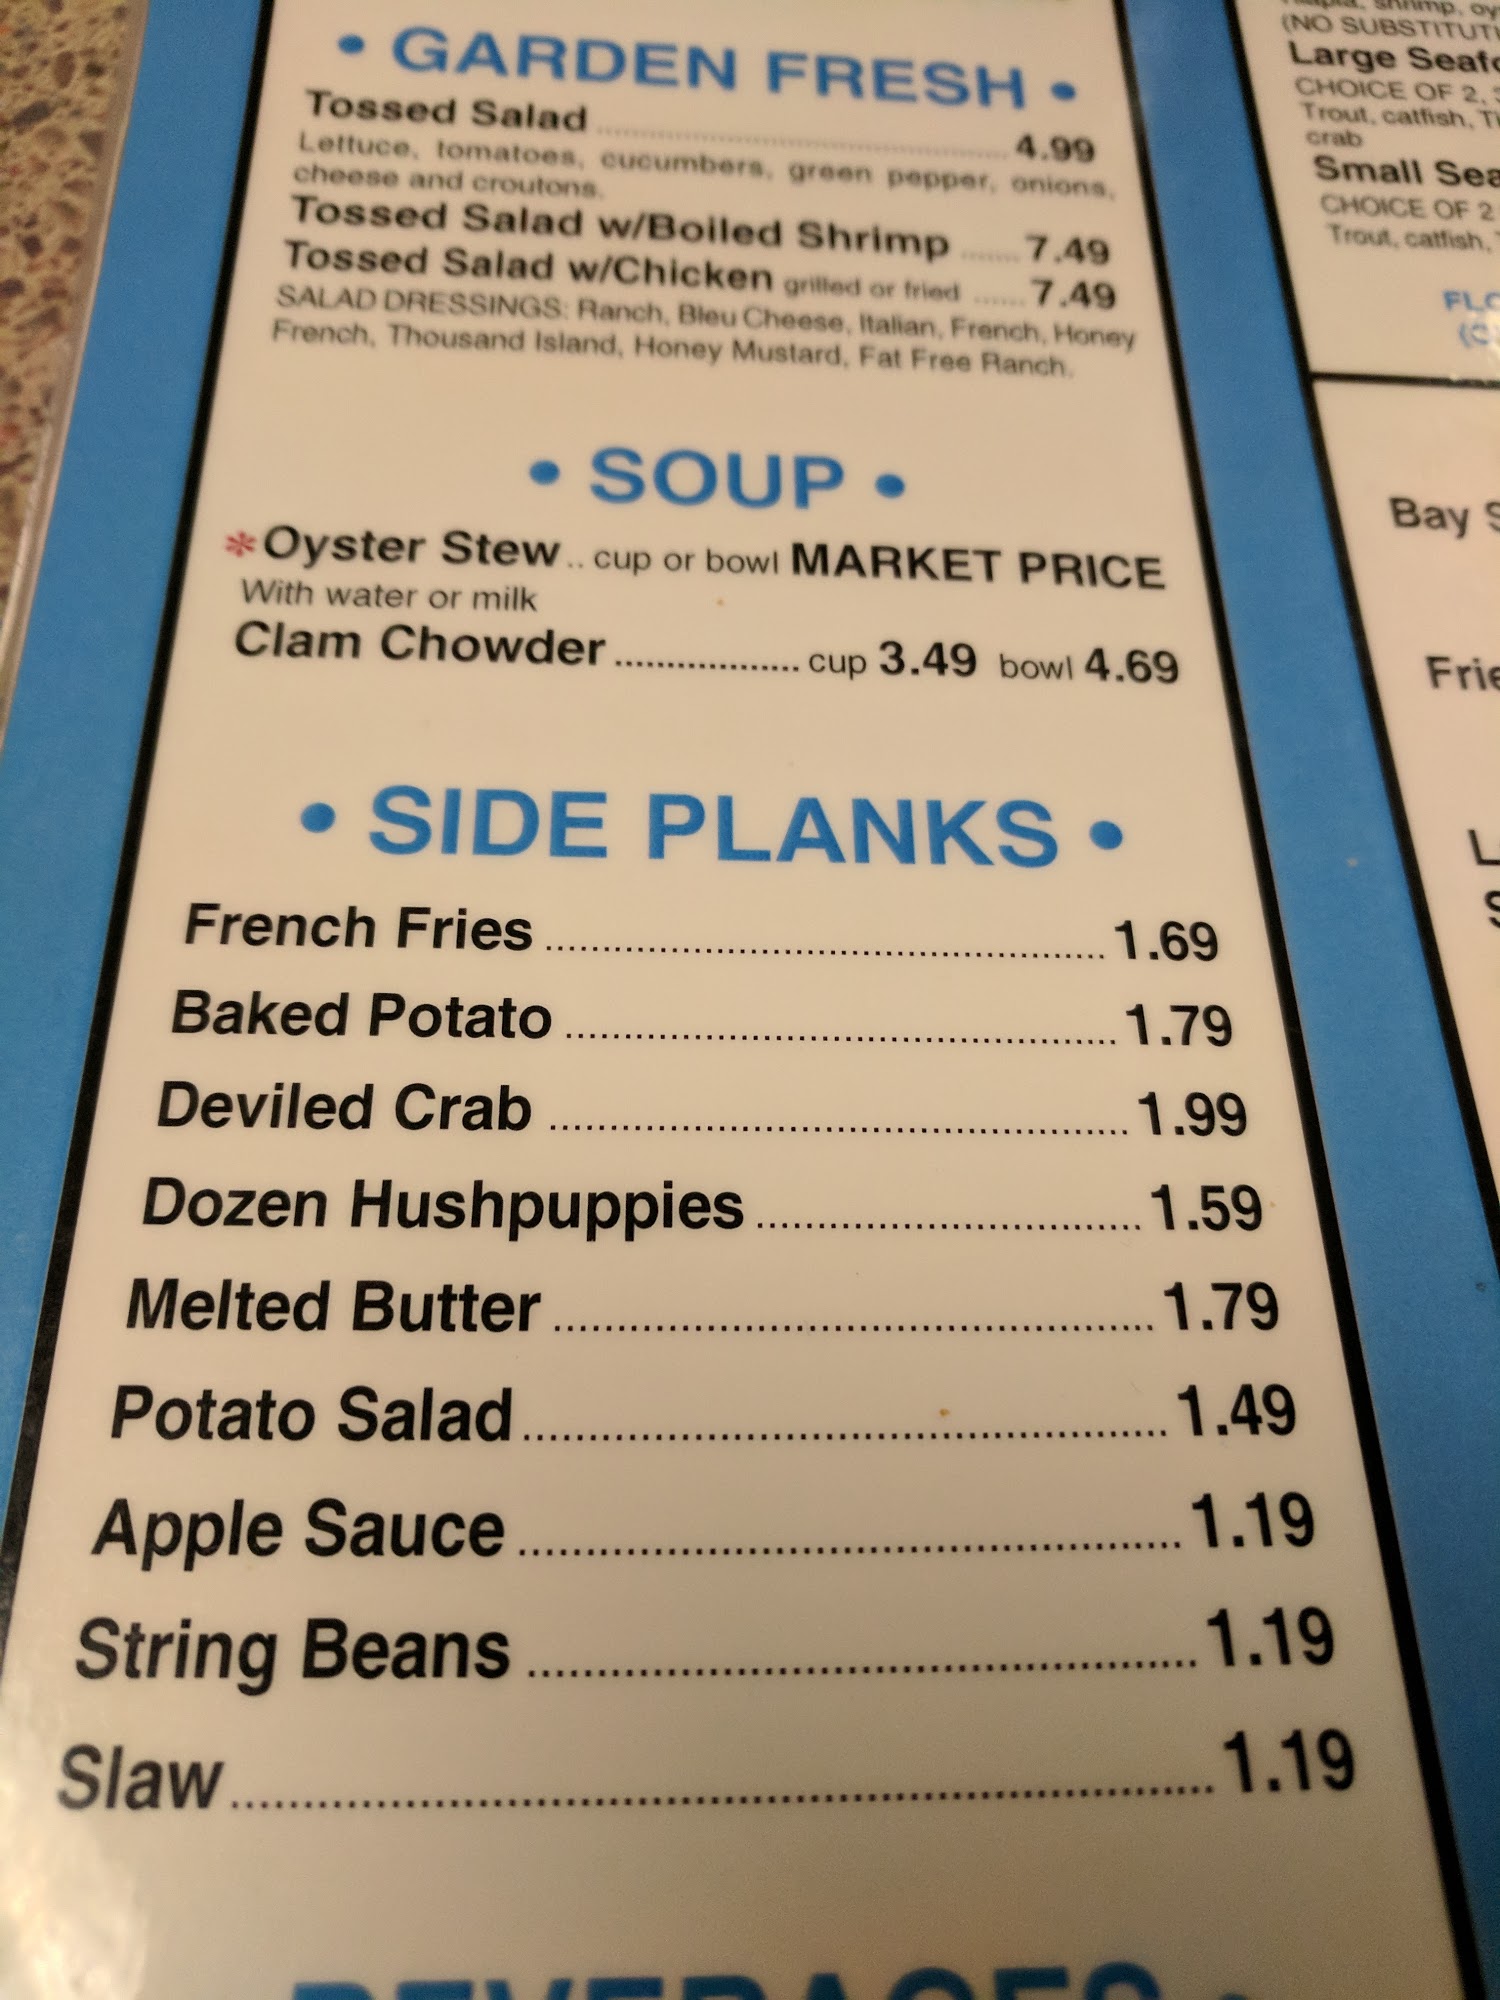 • GARDEN FRESH •
Tossed Salad ........ 4.99
Lettuce, tomatoes, cucumbers, green pepper, onions,
cheese and croutons.
Tossed Salad w/Boiled Shrimp ....... 7.49
Tossed Salad w/Chicken grilled or fried ...... 7.49
SALAD DRESSINGS: Ranch, Bleu Cheese, Italian, French, Honey
French, Thousand Island, Honey Mustard, Fat Free Ranch.
• SOUP •
*Oyster Stew .. cup or bowl MARKET PRICE
With water or milk
Clam Chowder .................. cup 3.49 bowl 4.69
• SIDE PLANKS •
French Fries ........ 1.69
Baked Potato ........ 1.79
Deviled Crab ........ 1.99
Dozen Hushpuppies ........ 1.59
Melted Butter ........ 1.79
Potato Salad ........ 1.49
Apple Sauce ........ 1.19
String Beans ........ 1.19
Slaw ........ 1.19
BEVERAGES •
shrimp,
(NO
Large
CHOICE OF 2,
Trout, catfish,
crab
Small
CHOICE OF 2
Trout, catfish,
Bay